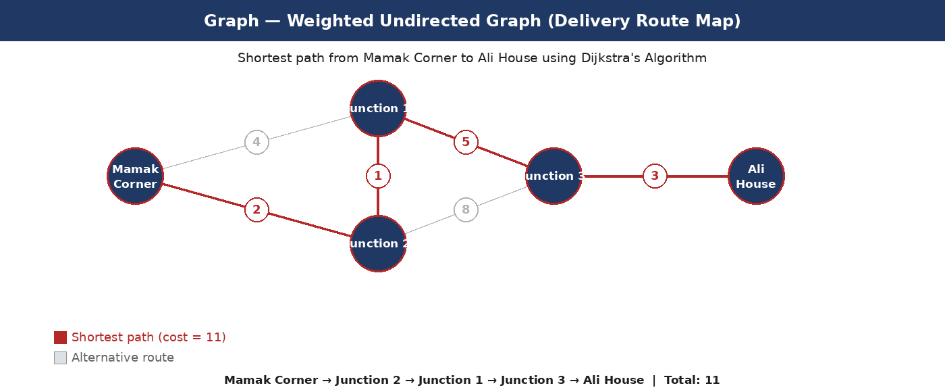 Graph — Weighted Undirected Graph (Delivery Route Map)
Shortest path from Mamak Corner to Ali House using Dijkstra's Algorithm
unction 1
4
5
Mamak
Corner
1
unction 3
3
Ali
House
2
8
unction 2
Shortest path (cost = 11)
Alternative route
Mamak Corner → Junction 2 → Junction 1 → Junction 3 → Ali House | Total: 11